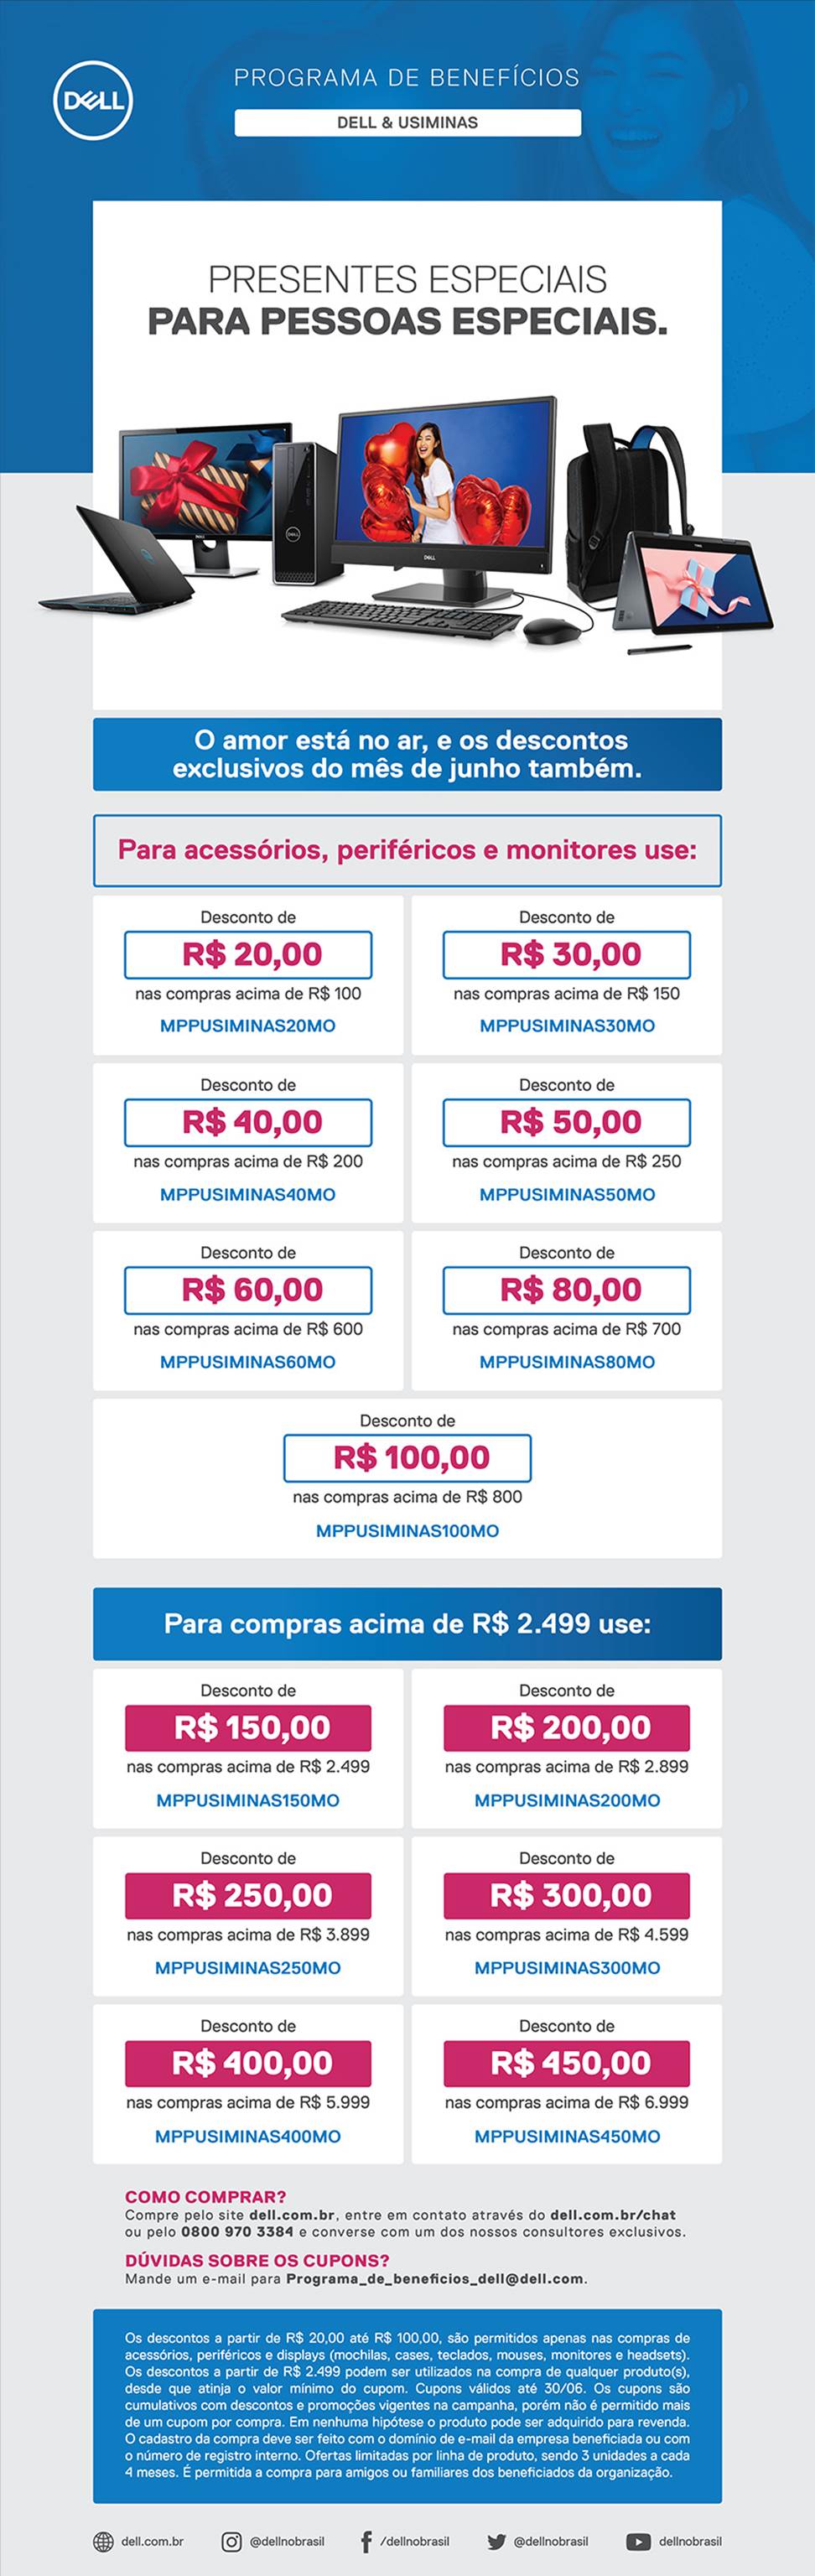 DELL
PROGRAMA DE BENEFÍCIOS
DELL & USIMINAS
PRESENTES ESPECIAIS
PARA PESSOAS ESPECIAIS.
O amor está no ar, e os descontos
exclusivos do mês de junho também.
Para acessórios, periféricos e monitores use:
Desconto de
R$ 20,00
nas compras acima de R$ 100
MPPUSIMINAS20MO
Desconto de
R$ 30,00
nas compras acima de R$ 150
MPPUSIMINAS30MO
Desconto de
R$ 40,00
nas compras acima de R$ 200
MPPUSIMINAS40MO
Desconto de
R$ 50,00
nas compras acima de R$ 250
MPPUSIMINAS50MO
Desconto de
R$ 60,00
nas compras acima de R$ 600
MPPUSIMINAS60MO
Desconto de
R$ 80,00
nas compras acima de R$ 700
MPPUSIMINAS80MO
Desconto de
R$ 100,00
nas compras acima de R$ 800
MPPUSIMINAS100MO
Para compras acima de R$ 2.499 use:
Desconto de
R$ 150,00
nas compras acima de R$ 2.499
MPPUSIMINAS150MO
Desconto de
R$ 200,00
nas compras acima de R$ 2.899
MPPUSIMINAS200MO
Desconto de
R$ 250,00
nas compras acima de R$ 3.899
MPPUSIMINAS250MO
Desconto de
R$ 300,00
nas compras acima de R$ 4.599
MPPUSIMINAS300MO
Desconto de
R$ 400,00
nas compras acima de R$ 5.999
MPPUSIMINAS400MO
Desconto de
R$ 450,00
nas compras acima de R$ 6.999
MPPUSIMINAS450MO
COMO COMPRAR?
Compre pelo site dell.com.br, entre em contato através do dell.com.br/chat
ou pelo 0800 970 3384 e converse com um dos nossos consultores exclusivos.
DÚVIDAS SOBRE OS CUPONS?
Mande um e-mail para Programa_de_beneficios_dell@dell.com.
Os descontos a partir de R$ 20,00 até R$ 100,00, são permitidos apenas nas compras de
acessórios, periféricos e displays (mochilas, cases, teclados, mouses, monitores e headsets).
Os descontos a partir de R$ 2.499 podem ser utilizados na compra de qualquer produto(s),
desde que atinja o valor mínimo do cupom. Cupons válidos até 30/06. Os cupons são
cumulativos com descontos e promoções vigentes na campanha, porém não é permitido mais
de um cupom por compra. Em nenhuma hipótese o produto pode ser adquirido para revenda.
O cadastro da compra deve ser feito com o domínio de e-mail da empresa beneficiada ou com
o número de registro interno. Ofertas limitadas por linha de produto, sendo 3 unidades a cada
4 meses. É permitida a compra para amigos ou familiares dos beneficiados da organização.
dell.com.br
@dellnobrasil
/dellnobrasil
@dellnobrasil
dellnobrasil